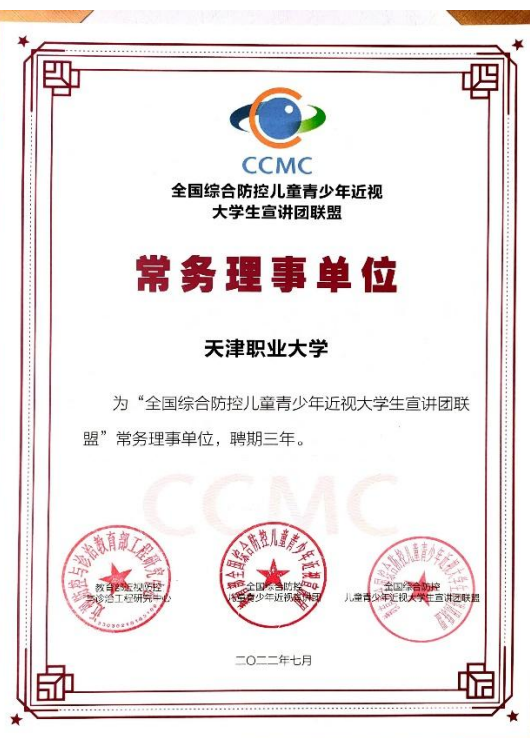 CCMC
全国综合防控儿童青少年近视
大学生宣讲团联盟
常务理事单位
天津职业大学
为“全国综合防控儿童青少年近视大学生宣讲团联
盟”常务理事单位，聘期三年。
CCMC
教育部近视防控
与诊治工程研究中心
全国综合防控
儿童青少年近视宣讲团
全国综合防控
儿童青少年近视大学生宣讲团联盟
二〇二二年七月